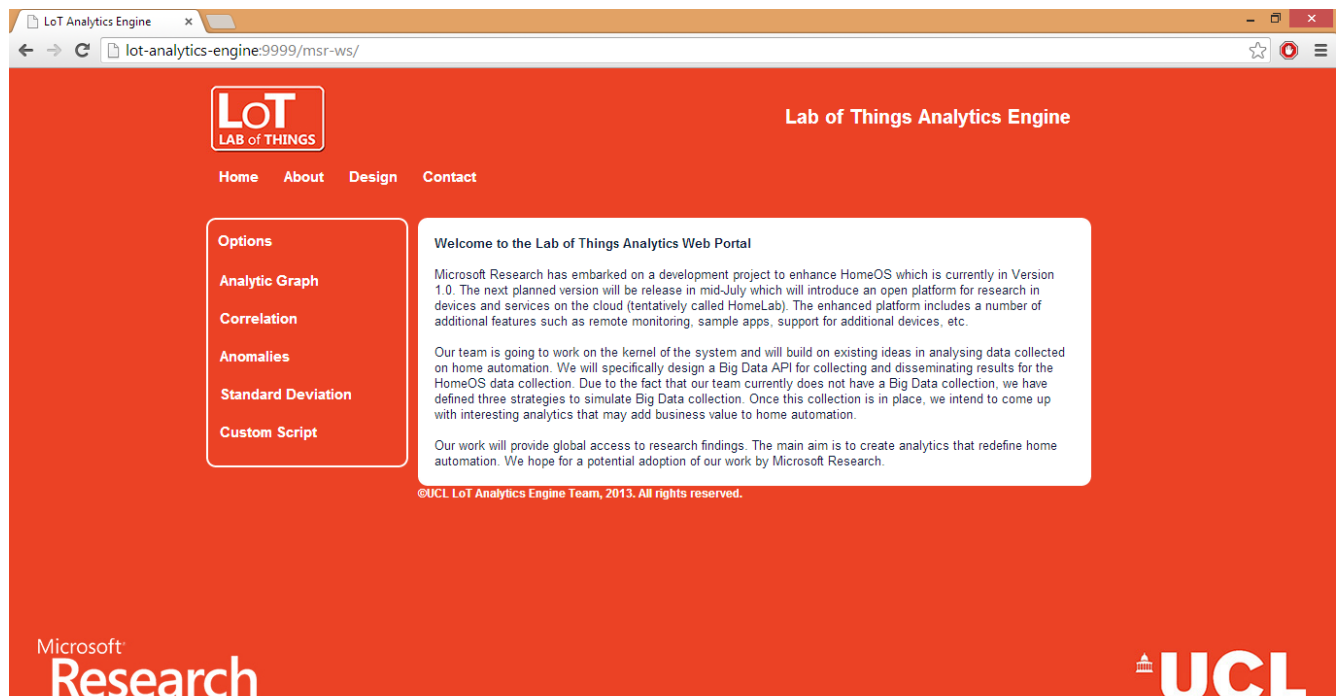 LoT Analytics Engine
lot-analytics-engine:9999/msr-ws/
LoT
LAB of THINGS
Lab of Things Analytics Engine
Home About Design Contact
Options
Analytic Graph
Correlation
Anomalies
Standard Deviation
Custom Script
Welcome to the Lab of Things Analytics Web Portal
Microsoft Research has embarked on a development project to enhance HomeOS which is currently in Version
1.0. The next planned version will be release in mid-July which will introduce an open platform for research in
devices and services on the cloud (tentatively called HomeLab). The enhanced platform includes a number of
additional features such as remote monitoring, sample apps, support for additional devices, etc.
Our team is going to work on the kernel of the system and will build on existing ideas in analysing data collected
on home automation. We will specifically design a Big Data API for collecting and disseminating results for the
HomeOS data collection. Due to the fact that our team currently does not have a Big Data collection, we have
defined three strategies to simulate Big Data collection. Once this collection is in place, we intend to come up
with interesting analytics that may add business value to home automation.
Our work will provide global access to research findings. The main aim is to create analytics that redefine home
automation. We hope for a potential adoption of our work by Microsoft Research.
©UCL LoT Analytics Engine Team, 2013. All rights reserved.
Microsoft
Research
UCL